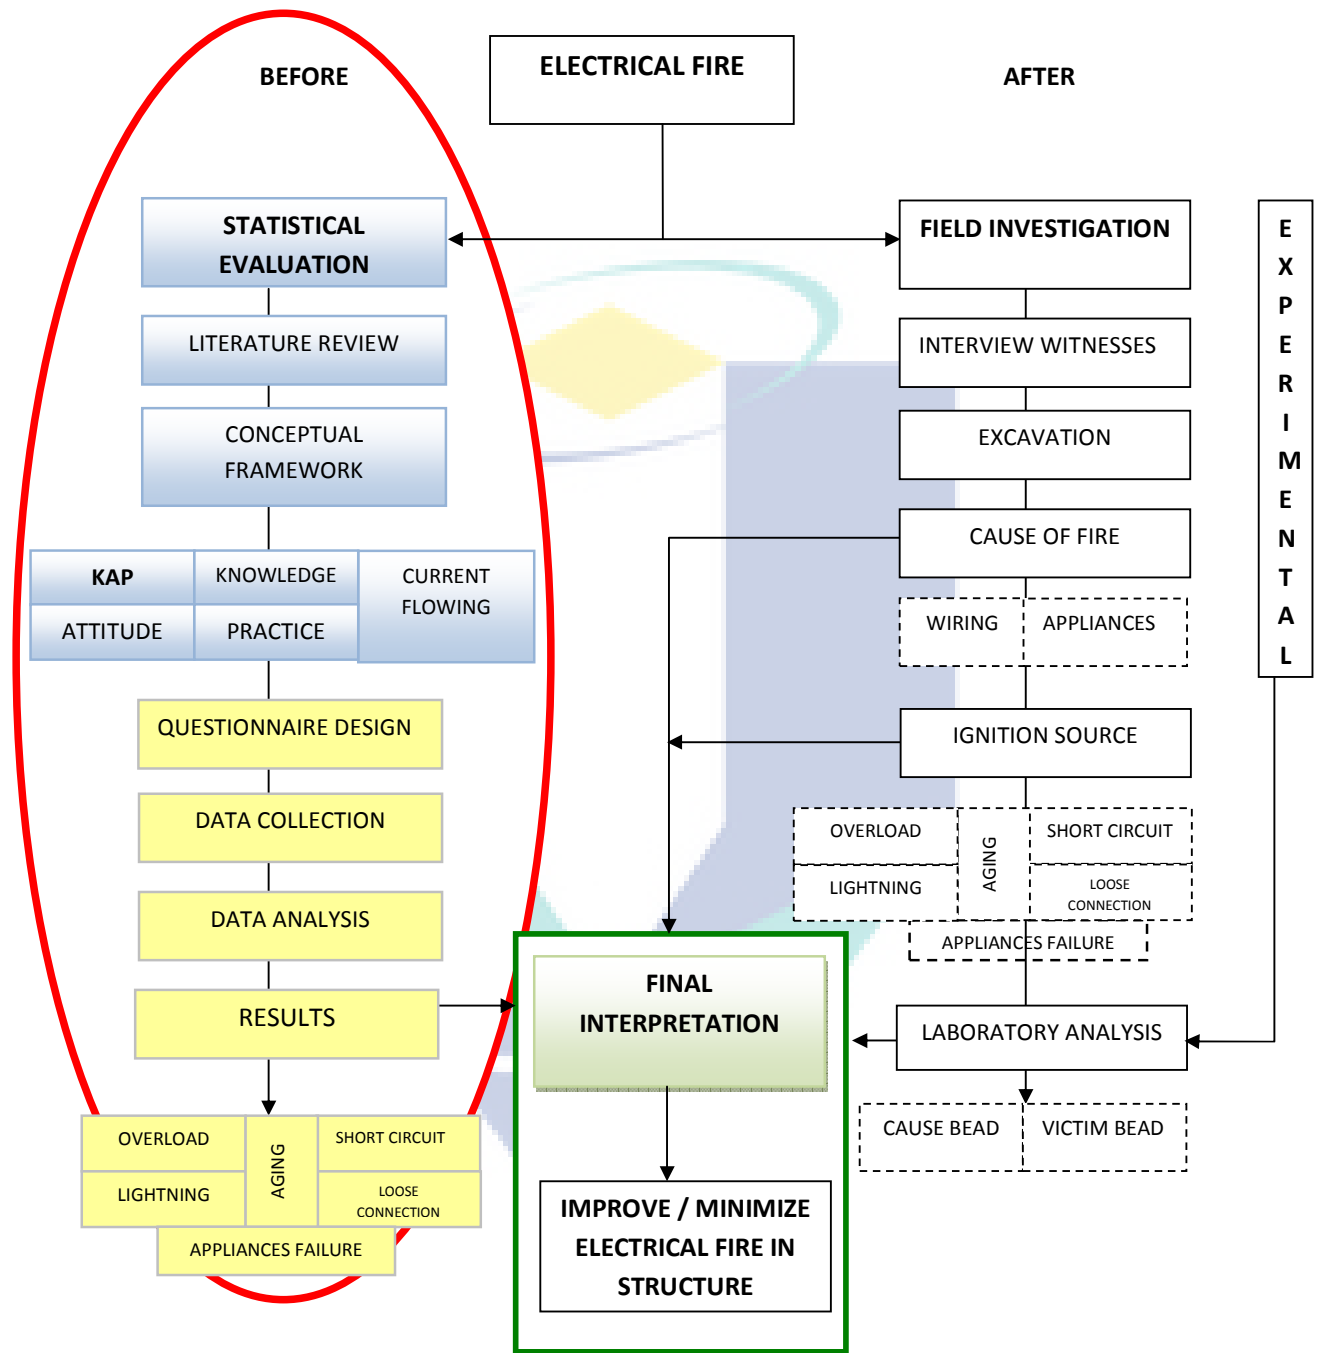 BEFORE
ELECTRICAL FIRE
AFTER
STATISTICAL
EVALUATION
LITERATURE REVIEW
CONCEPTUAL
FRAMEWORK
KAP
KNOWLEDGE
CURRENT
FLOWING
ATTITUDE
PRACTICE
QUESTIONNAIRE DESIGN
DATA COLLECTION
DATA ANALYSIS
RESULTS
OVERLOAD
AGING
SHORT CIRCUIT
LIGHTNING
LOOSE
CONNECTION
APPLIANCES FAILURE
FINAL
INTERPRETATION
IMPROVE / MINIMIZE
ELECTRICAL FIRE IN
STRUCTURE
FIELD INVESTIGATION
INTERVIEW WITNESSES
EXCAVATION
CAUSE OF FIRE
WIRING
APPLIANCES
IGNITION SOURCE
OVERLOAD
AGING
SHORT CIRCUIT
LIGHTNING
LOOSE
CONNECTION
APPLIANCES FAILURE
LABORATORY ANALYSIS
CAUSE BEAD
VICTIM BEAD
E
X
P
E
R
I
M
E
N
T
A
L